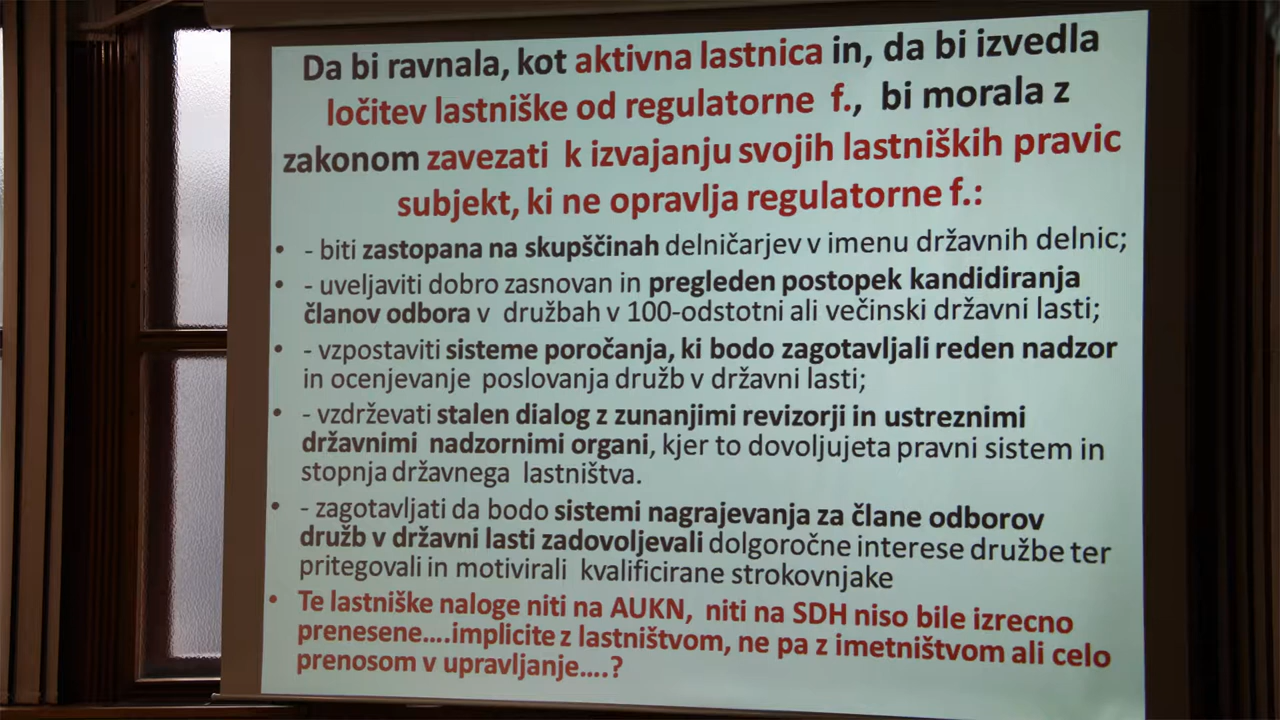 Da bi ravnala, kot aktivna lastnica in, da bi izvedla
ločitev lastniške od regulatorne f., bi morala z
zakonom zavezati k izvajanju svojih lastniških pravic
subjekt, ki ne opravlja regulatorne f.:
• - biti zastopana na skupščinah delničarjev v imenu državnih delnic;
• - uveljaviti dobro zasnovan in pregleden postopek kandidiranja
članov odbora v družbah v 100-odstotni ali večinski državni lasti;
• - vzpostaviti sisteme poročanja, ki bodo zagotavljali reden nadzor
in ocenjevanje poslovanja družb v državni lasti;
• - vzdrževati stalen dialog z zunanjimi revizorji in ustreznimi
državnimi nadzornimi organi, kjer to dovoljujeta pravni sistem in
stopnja državnega lastništva.
• - zagotavljati da bodo sistemi nagrajevanja za člane odborov
družb v državni lasti zadovoljevali dolgoročne interese družbe ter
pritegovali in motivirali kvalificirane strokovnjake
• Te lastniške naloge niti na AUKN, niti na SDH niso bile izrecno
prenesene....implicite z lastništvom, ne pa z imetništvom ali celo
prenosom v upravljanje....?